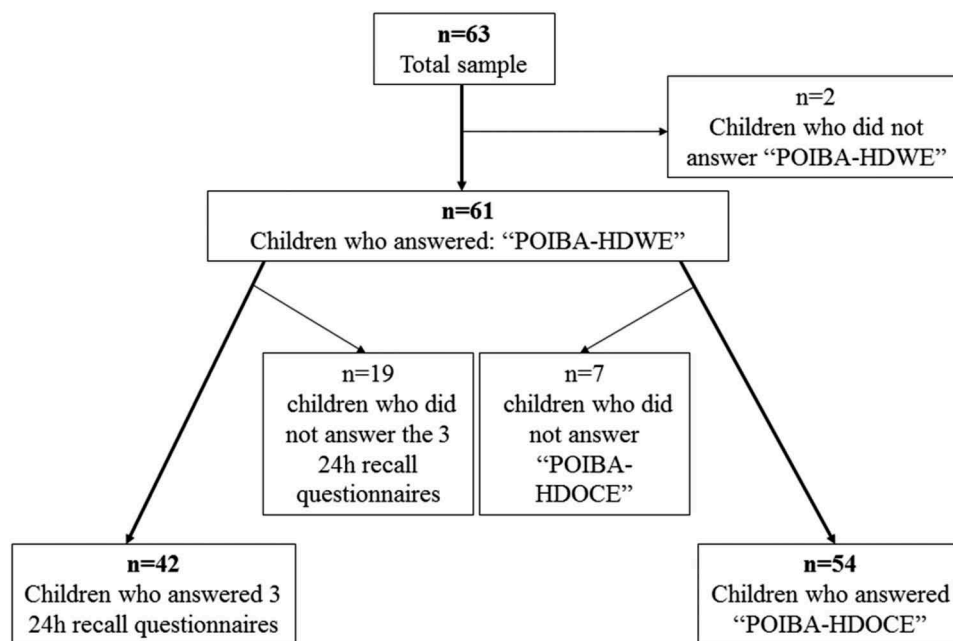 n=63
Total sample
n=2
Children who did not
answer “POIBA-HDWE”
n=61
Children who answered: “POIBA-HDWE”
n=19
children who did
not answer the 3
24h recall
questionnaires
n=7
children who did
not answer
“POIBA-
HDOCE”
n=42
Children who answered 3
24h recall questionnaires
n=54
Children who answered
“POIBA-HDOCE”